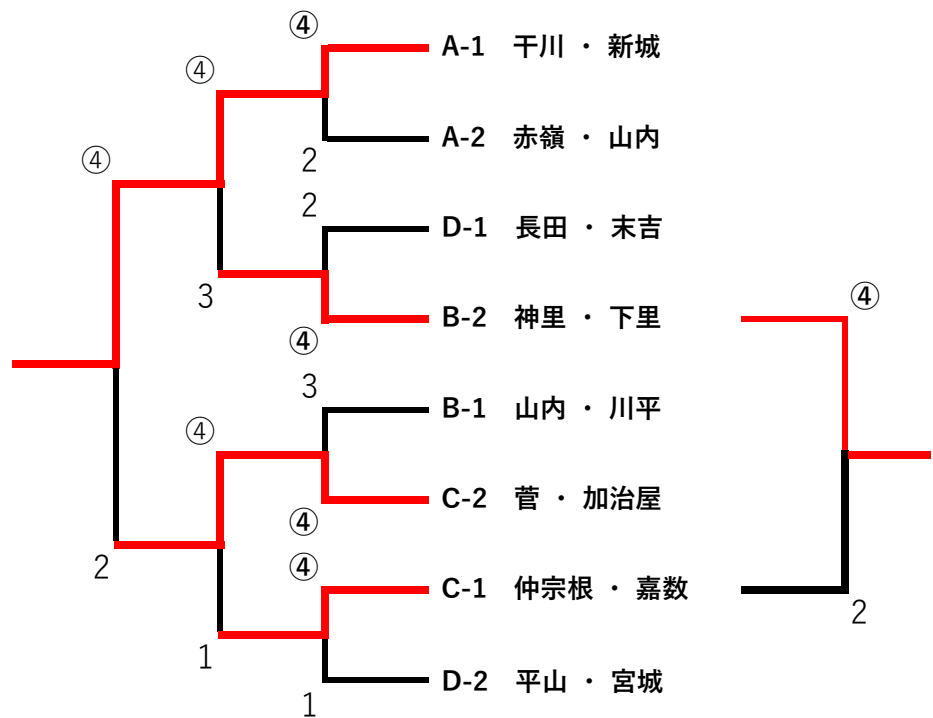 ④
A-1 干川 ・ 新城
④
A-2 赤嶺 ・ 山内
2
④
2
D-1 長田 ・ 末吉
3
B-2 神里 ・ 下里
④
④
3
B-1 山内 ・ 川平
④
C-2 菅 ・ 加治屋
④
2
④
C-1 仲宗根 ・ 嘉数
2
1
D-2 平山 ・ 宮城
1